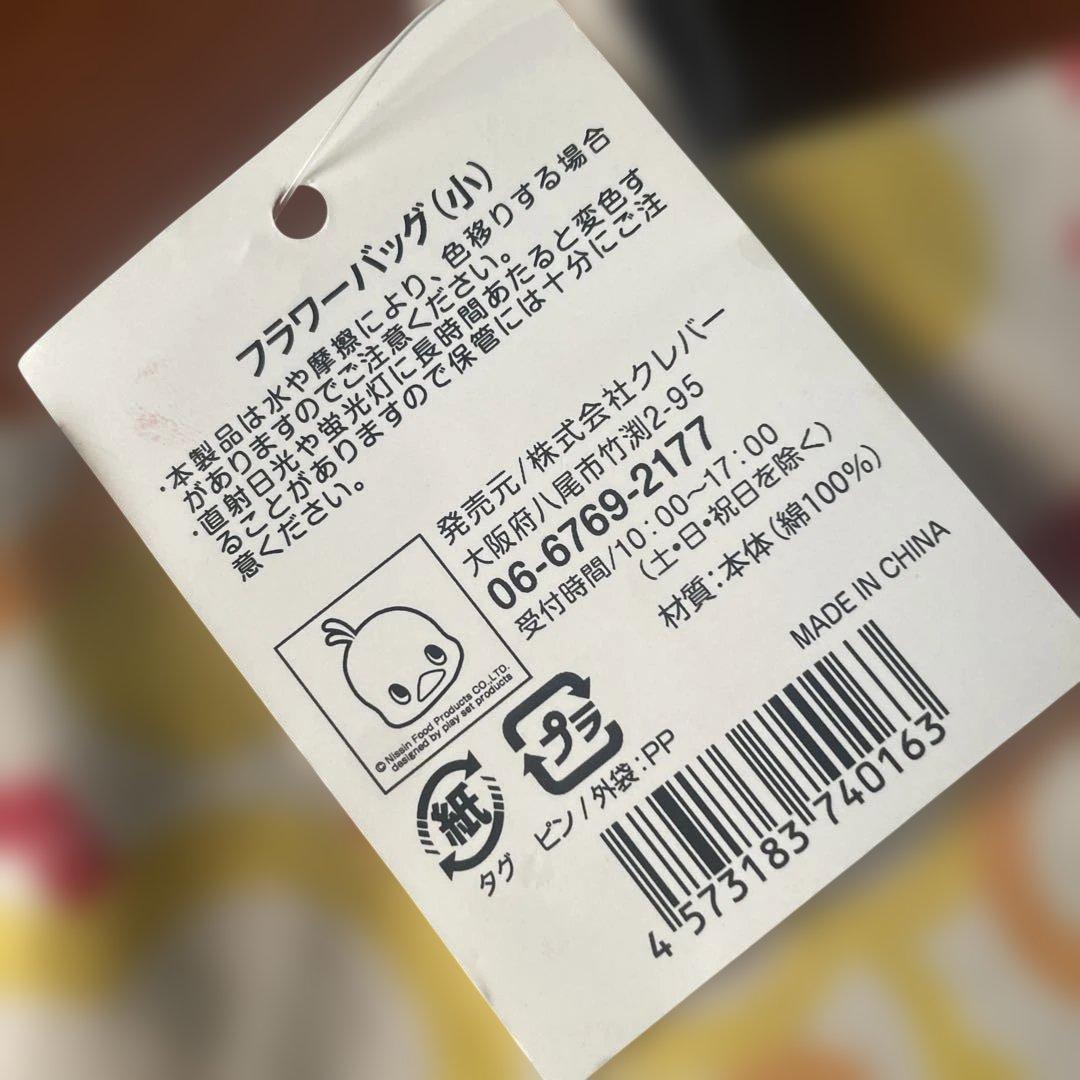 フラワーバッグ(小)
・本製品は水や摩擦により、色移りする場合
がありますのでご注意ください。
・直射日光や蛍光灯に長時間あたると変色す
ることがありますので保管には十分にご注
意ください。
発売元/株式会社クレバー
大阪府八尾市竹渕2-95
06-6769-2177
受付時間/10:00〜17:00
(土・日・祝日を除く)
材質:本体(綿100%)
MADE IN CHINA
© Nissin Food Products CO.,LTD.
designed by play set products
紙
タグ
プラ
ピン/外袋:PP
4 573183 740163